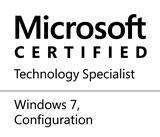 Microsoft
CERTIFIED
Technology Specialist
Windows 7,
Configuration